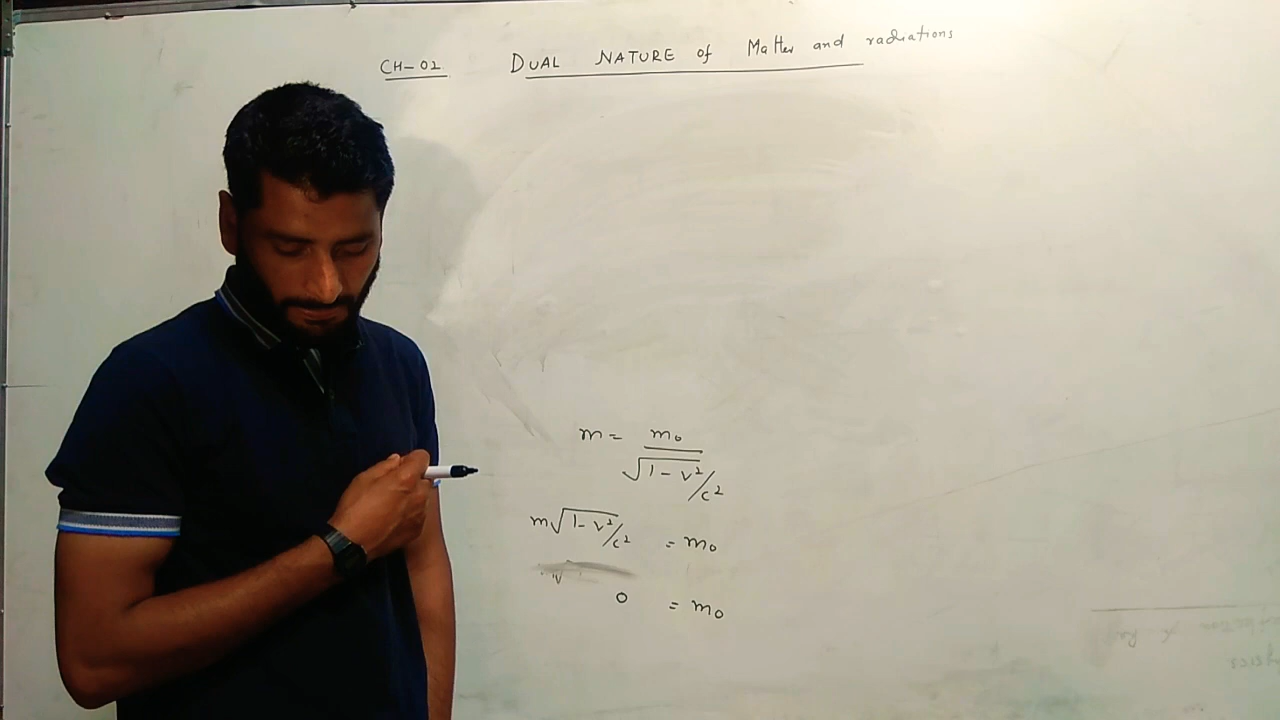 CH-02 DUAL NATURE of Matter and radiations
m = m₀ / √1 - v²/c²
m√1 - v²/c² = m₀
0 = m₀